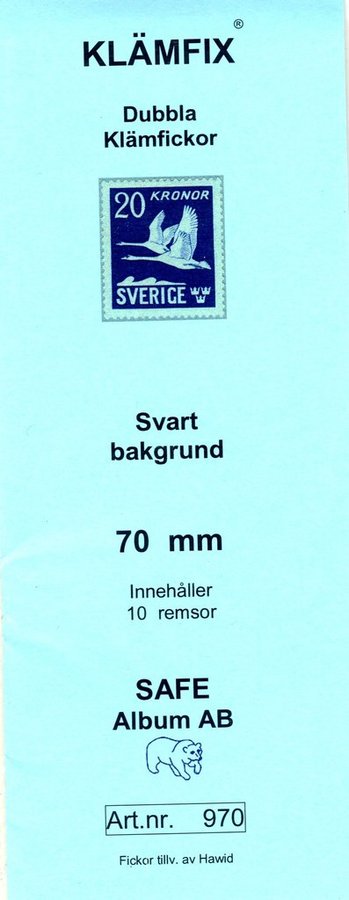 KLÄMFIX®
Dubbla
Klämfickor
20 KRONOR
SVERIGE
Svart
bakgrund
70 mm
Innehåller
10 remsor
SAFE
Album AB
Art.nr. 970
Fickor tillv. av Hawid